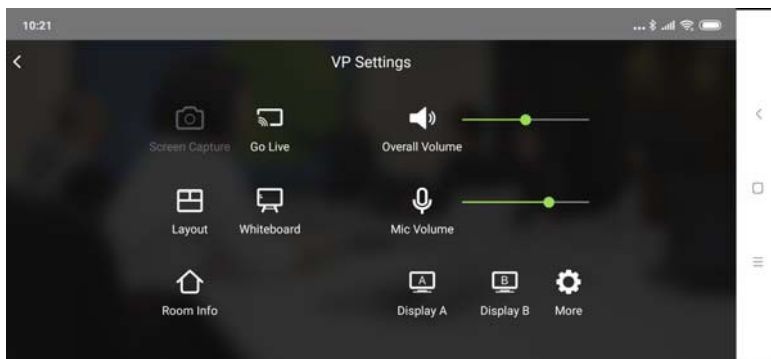 10:21
VP Settings
Screen Capture
Go Live
Overall Volume
Layout
Whiteboard
Mic Volume
Room Info
A
Display A
B
Display B
More